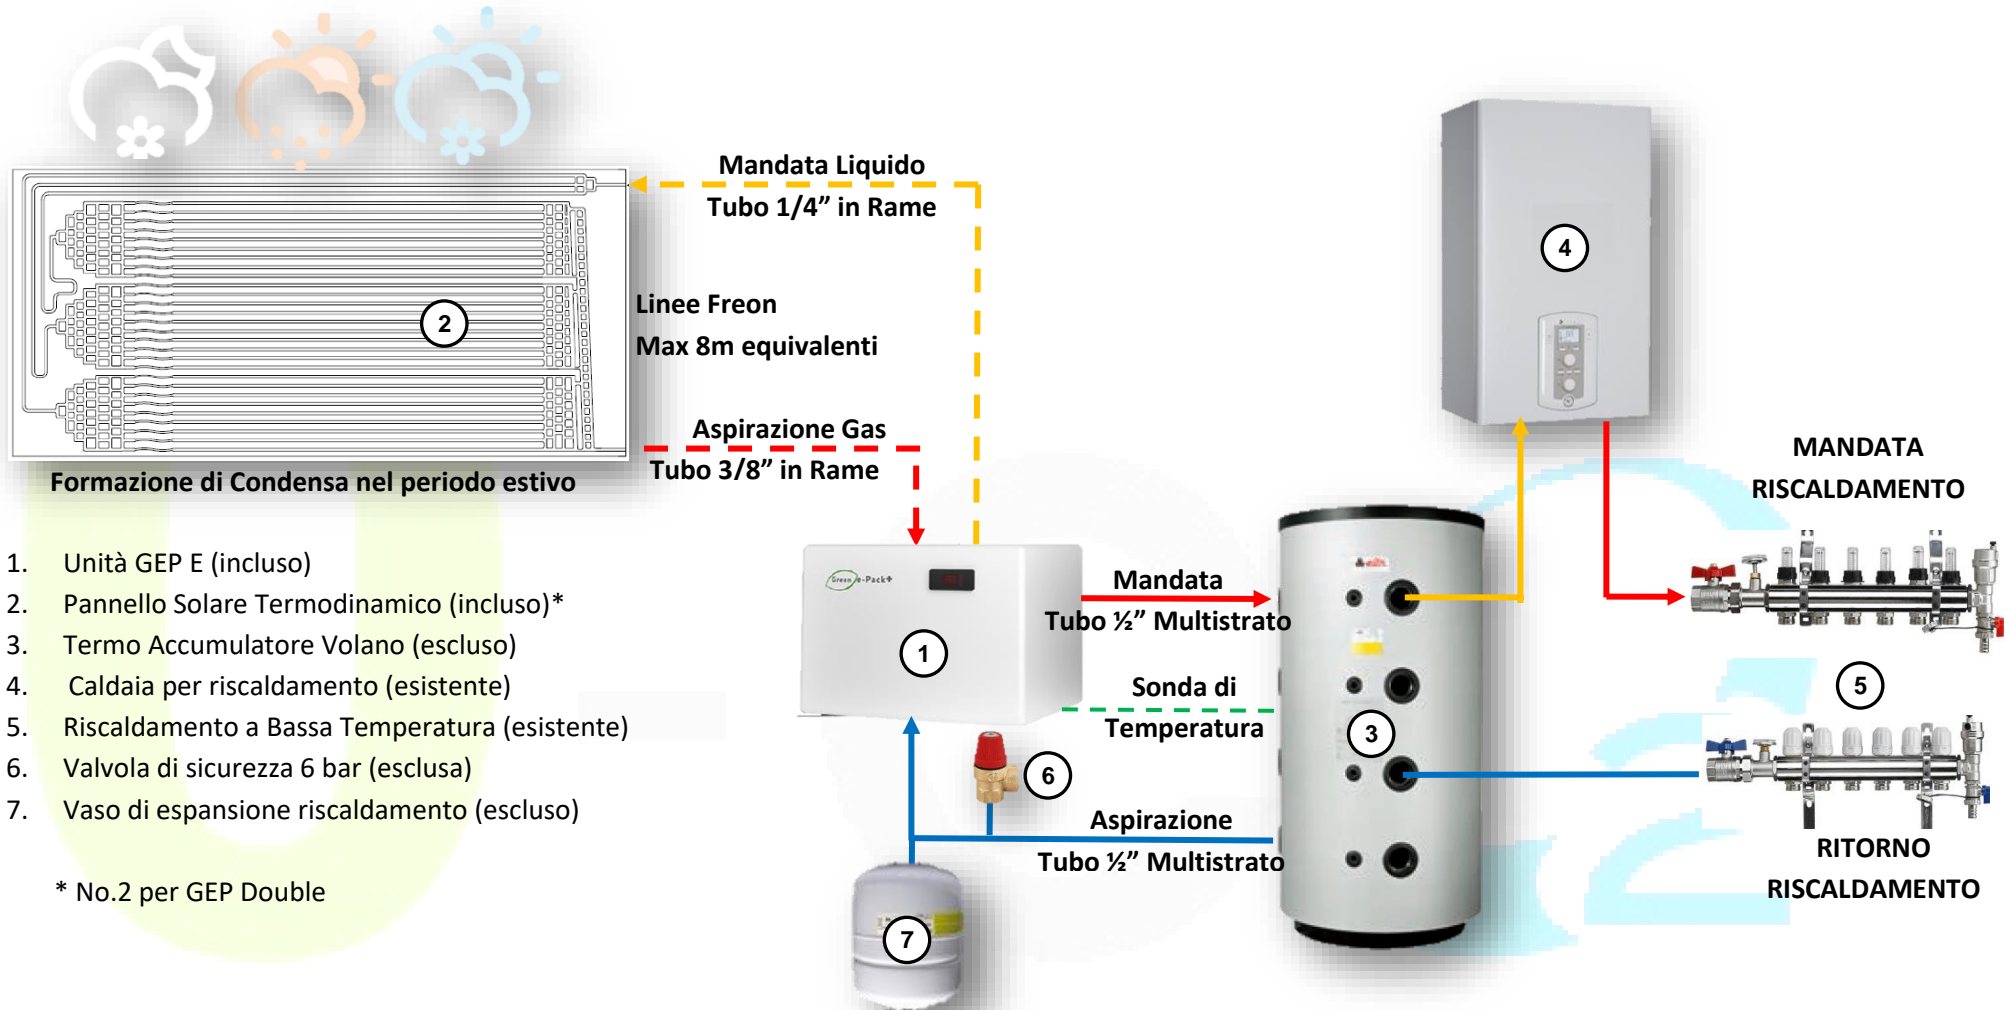 Mandata Liquido
Tubo 1/4” in Rame
2
Linee Freon
Max 8m equivalenti
Aspirazione Gas
Tubo 3/8” in Rame
Formazione di Condensa nel periodo estivo
4
MANDATA
RISCALDAMENTO
1. Unità GEP E (incluso)
2. Pannello Solare Termodinamico (incluso)*
3. Termo Accumulatore Volano (escluso)
4. Caldaia per riscaldamento (esistente)
5. Riscaldamento a Bassa Temperatura (esistente)
6. Valvola di sicurezza 6 bar (esclusa)
7. Vaso di espansione riscaldamento (escluso)
* No.2 per GEP Double
Green e-Pack+
1
Mandata
Tubo ½” Multistrato
Sonda di
Temperatura
3
5
6
Aspirazione
Tubo ½” Multistrato
7
RITORNO
RISCALDAMENTO